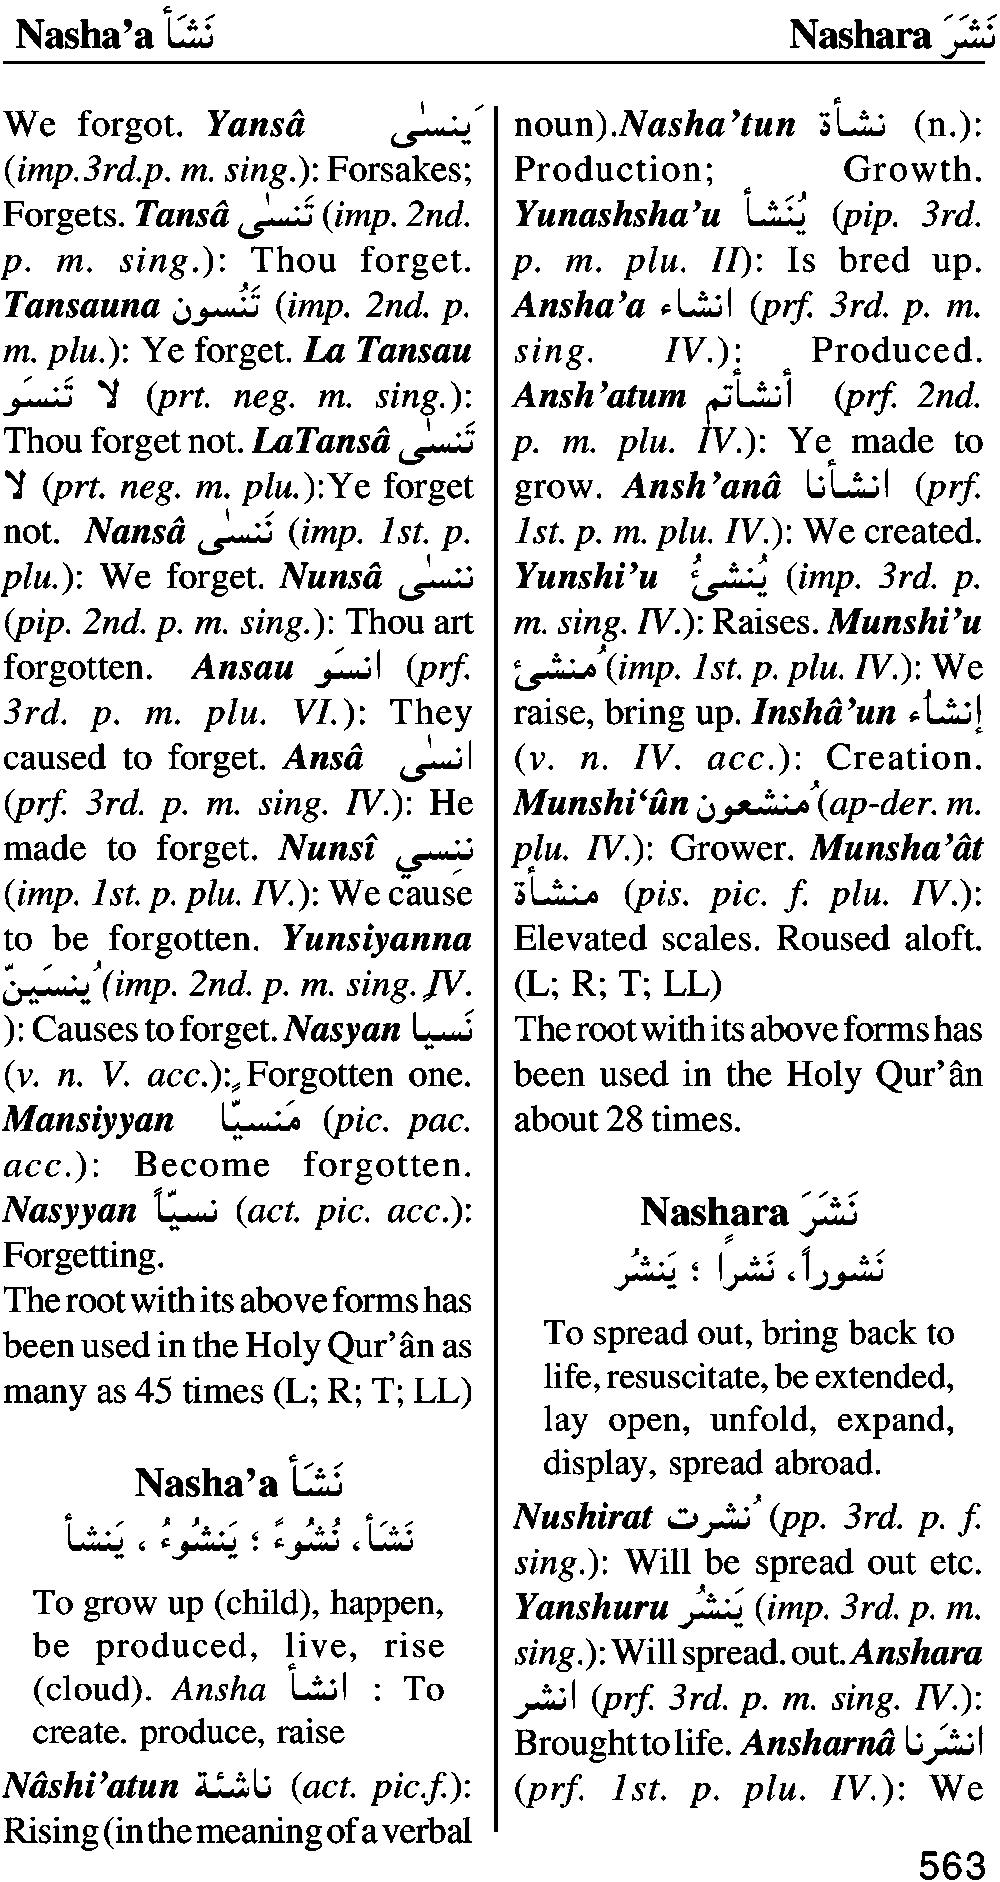 Nasha’a نَشَأَ
Nashara نَشَرَ
We forgot. Yansâ يَنسٰى
(imp.3rd.p. m. sing.): Forsakes;
Forgets. Tansâ تَنسٰى (imp. 2nd.
p. m. sing.): Thou forget.
Tansauna تَنُسون (imp. 2nd. p.
m. plu.): Ye forget. La Tansau
لا تَنسَو (prt. neg. m. sing.):
Thou forget not. LaTansâ تَنسٰى
لا (prt. neg. m. plu.):Ye forget
not. Nansâ نَنسٰى (imp. 1st. p.
plu.): We forget. Nunsâ ننسٰى
(pip. 2nd. p. m. sing.): Thou art
forgotten. Ansau انسَو (prf.
3rd. p. m. plu. VI.): They
caused to forget. Ansâ انسٰى
(prf. 3rd. p. m. sing. IV.): He
made to forget. Nunsî ننسِي
(imp. 1st. p. plu. IV.): We cause
to be forgotten. Yunsiyanna
يُنسَينّ (imp. 2nd. p. m. sing. IV.
): Causes to forget. Nasyan نَسيا
(v. n. V. acc.): Forgotten one.
Mansiyyan مَنسيًّا (pic. pac.
acc.): Become forgotten.
Nasyyan نسيًّأ (act. pic. acc.):
Forgetting.
The root with its above forms has
been used in the Holy Qur’ân as
many as 45 times (L; R; T; LL)
Nasha’a نَشَأَ
نَشَأَ، نُشُوءً ؛ يَنشُوءُ ، يَنشأ
To grow up (child), happen,
be produced, live, rise
(cloud). Ansha انشأ : To
create. produce, raise
Nâshi’atun ناشئة (act. pic.f.):
Rising (in the meaning of a verbal
noun).Nasha’tun نشاة (n.):
Production; Growth.
Yunashsha’u يُنَشأ (pip. 3rd.
p. m. plu. II): Is bred up.
Ansha’a انشاء (prf. 3rd. p. m.
sing. IV.): Produced.
Ansh’atum أنشأتم (prf. 2nd.
p. m. plu. IV.): Ye made to
grow. Ansh’anâ انشأنا (prf.
1st. p. m. plu. IV.): We created.
Yunshi’u يُنشئُ (imp. 3rd. p.
m. sing. IV.): Raises. Munshi’u
مُنشئ (imp. 1st. p. plu. IV.): We
raise, bring up. Inshâ’un إنشأء
(v. n. IV. acc.): Creation.
Munshi‘ûn مُنشعون (ap-der. m.
plu. IV.): Grower. Munsha’ât
منشأة (pis. pic. f. plu. IV.):
Elevated scales. Roused aloft.
(L; R; T; LL)
The root with its above forms has
been used in the Holy Qur’ân
about 28 times.
Nashara نَشَرَ
نَشوراً، نَشراً ؛ يَنشُر
To spread out, bring back to
life, resuscitate, be extended,
lay open, unfold, expand,
display, spread abroad.
Nushirat نُشرت (pp. 3rd. p. f.
sing.): Will be spread out etc.
Yanshuru يَنشُر (imp. 3rd. p. m.
sing.): Will spread. out. Anshara
انشر (prf. 3rd. p. m. sing. IV.):
Brought to life. Ansharnâ انشَرنا
(prf. 1st. p. plu. IV.): We
563